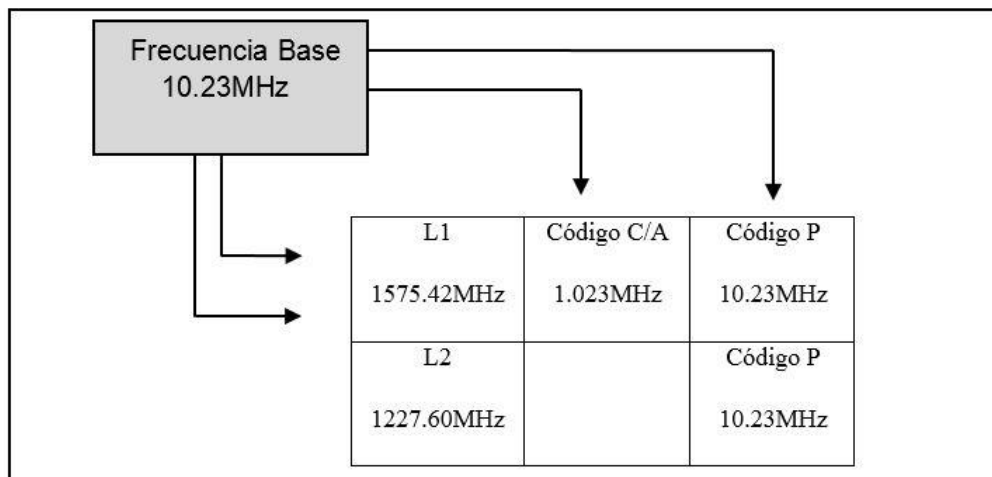 Frecuencia Base
10.23MHz
L1
Código C/A
Código P
1575.42MHz
1.023MHz
10.23MHz
L2
Código P
1227.60MHz
10.23MHz